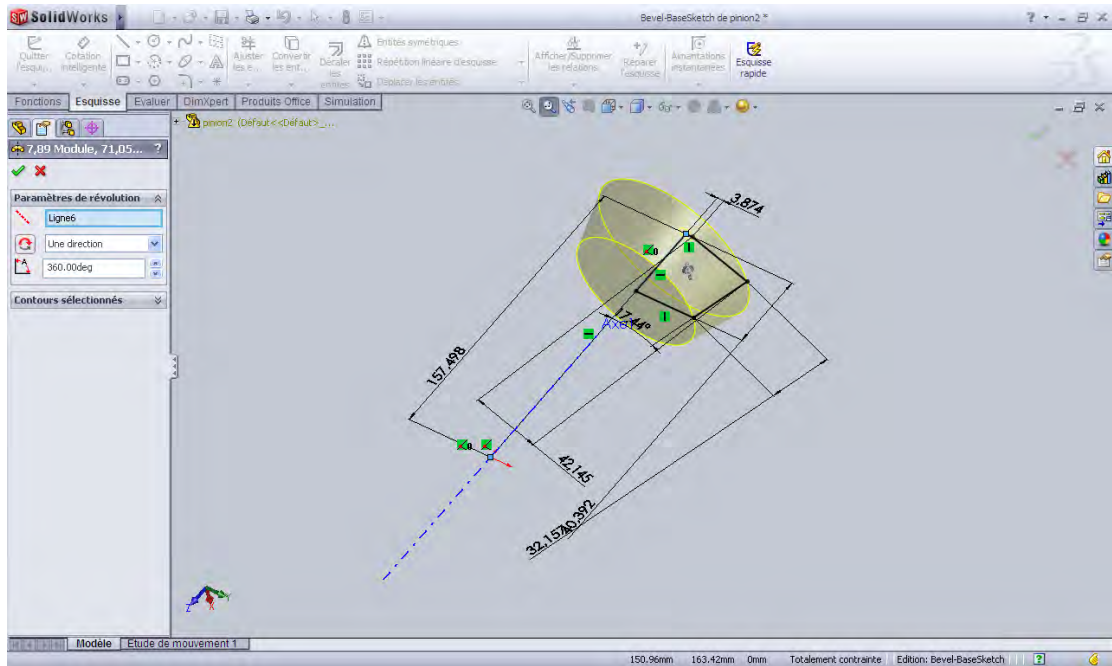 SolidWorks
Bevel-BaseSketch de pinion2 *
Quitter l'esqui...
Cotation intelligente
Ajuster les e...
Convertir les ent...
Décaler les entités
Entités symétriques
Répétition linéaire d'esquisse
Déplacer les entités
Afficher/Supprimer les relations
Réparer l'esquisse
Aimantations instantanées
Esquisse rapide
Fonctions Esquisse Evaluer DimXpert Produits Office Simulation
pinion2 (Défaut<<Défaut>_...
7,89 Module, 71,05... ?
Paramètres de révolution
Ligne6
Une direction
360.00deg
Contours sélectionnés
3,874
17,44°
Axe
157,498
42,145
32,157
40,392
Z X Y
Modèle Etude de mouvement 1
150.96mm 163.42mm 0mm Totalement contrainte Edition: Bevel-BaseSketch